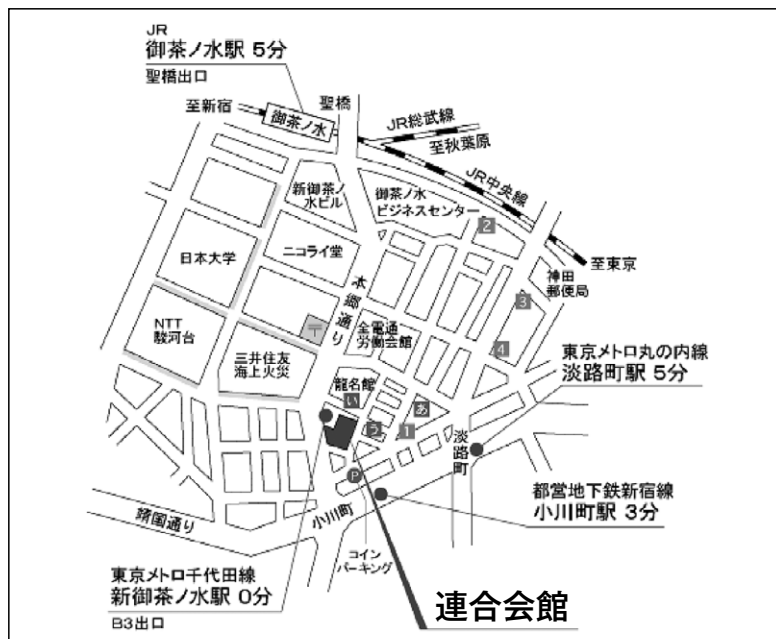 JR
御茶ノ水駅 5分
聖橋出口
至新宿
御茶ノ水
聖橋
JR総武線
至秋葉原
JR中央線
至東京
新御茶ノ
水ビル
御茶ノ水
ビジネスセンター
2
日本大学
ニコライ堂
本郷通り
神田
郵便局
3
NTT
駿河台
三井住友
海上火災
〒
全電通
労働会館
4
東京メトロ丸の内線
淡路町駅 5分
龍名館
い
あ
う
1
淡路町
P
靖国通り
小川町
都営地下鉄新宿線
小川町駅 3分
コイン
パーキング
東京メトロ千代田線
新御茶ノ水駅 0分
B3出口
連合会館